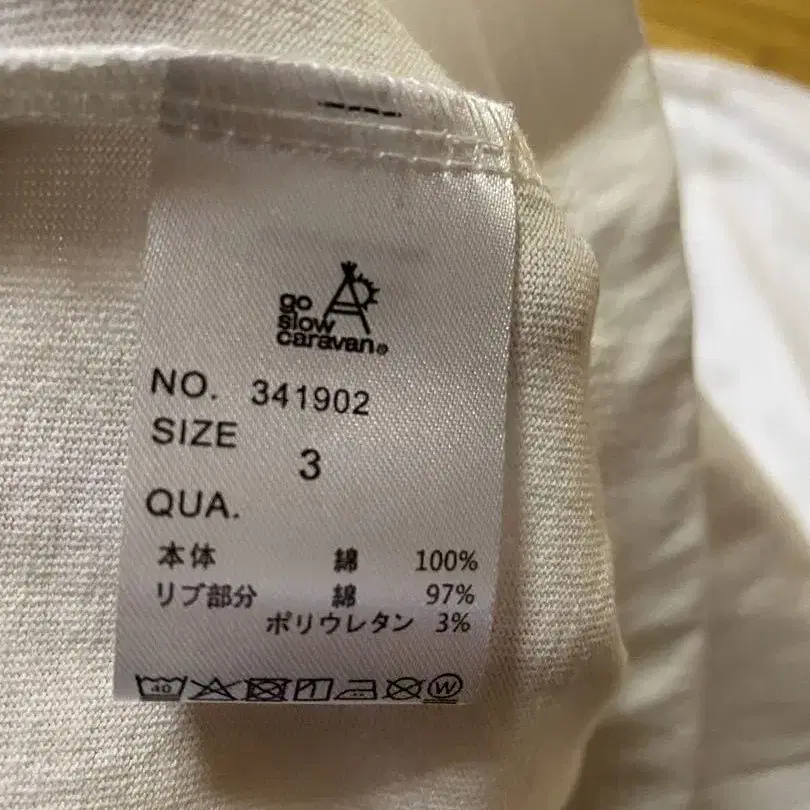 go
slow
caravan®
NO. 341902
SIZE 3
QUA.
本体 綿 100%
リブ部分 綿 97%
ポリウレタン 3%
40
W